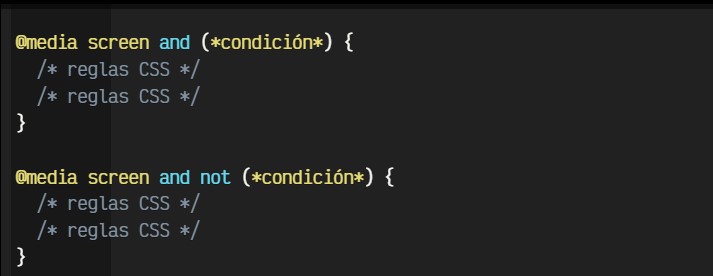 @media screen and (*condición*) {
/* reglas CSS */
/* reglas CSS */
}
@media screen and not (*condición*) {
/* reglas CSS */
/* reglas CSS */
}